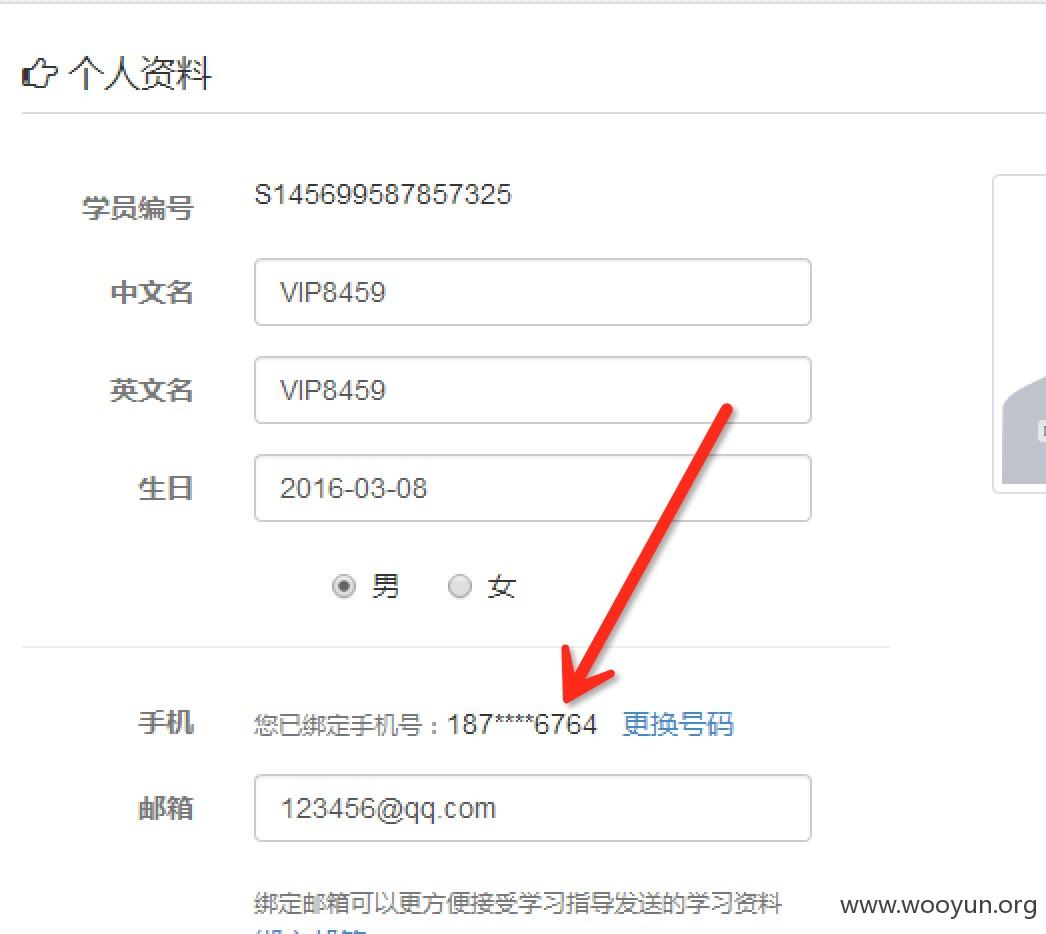 个人资料
学员编号 S145699587857325
中文名 VIP8459
英文名 VIP8459
生日 2016-03-08
男 女
手机 您已绑定手机号：187****6764 更换号码
邮箱 123456@qq.com
绑定邮箱可以更方便接受学习指导发送的学习资料
www.wooyun.org